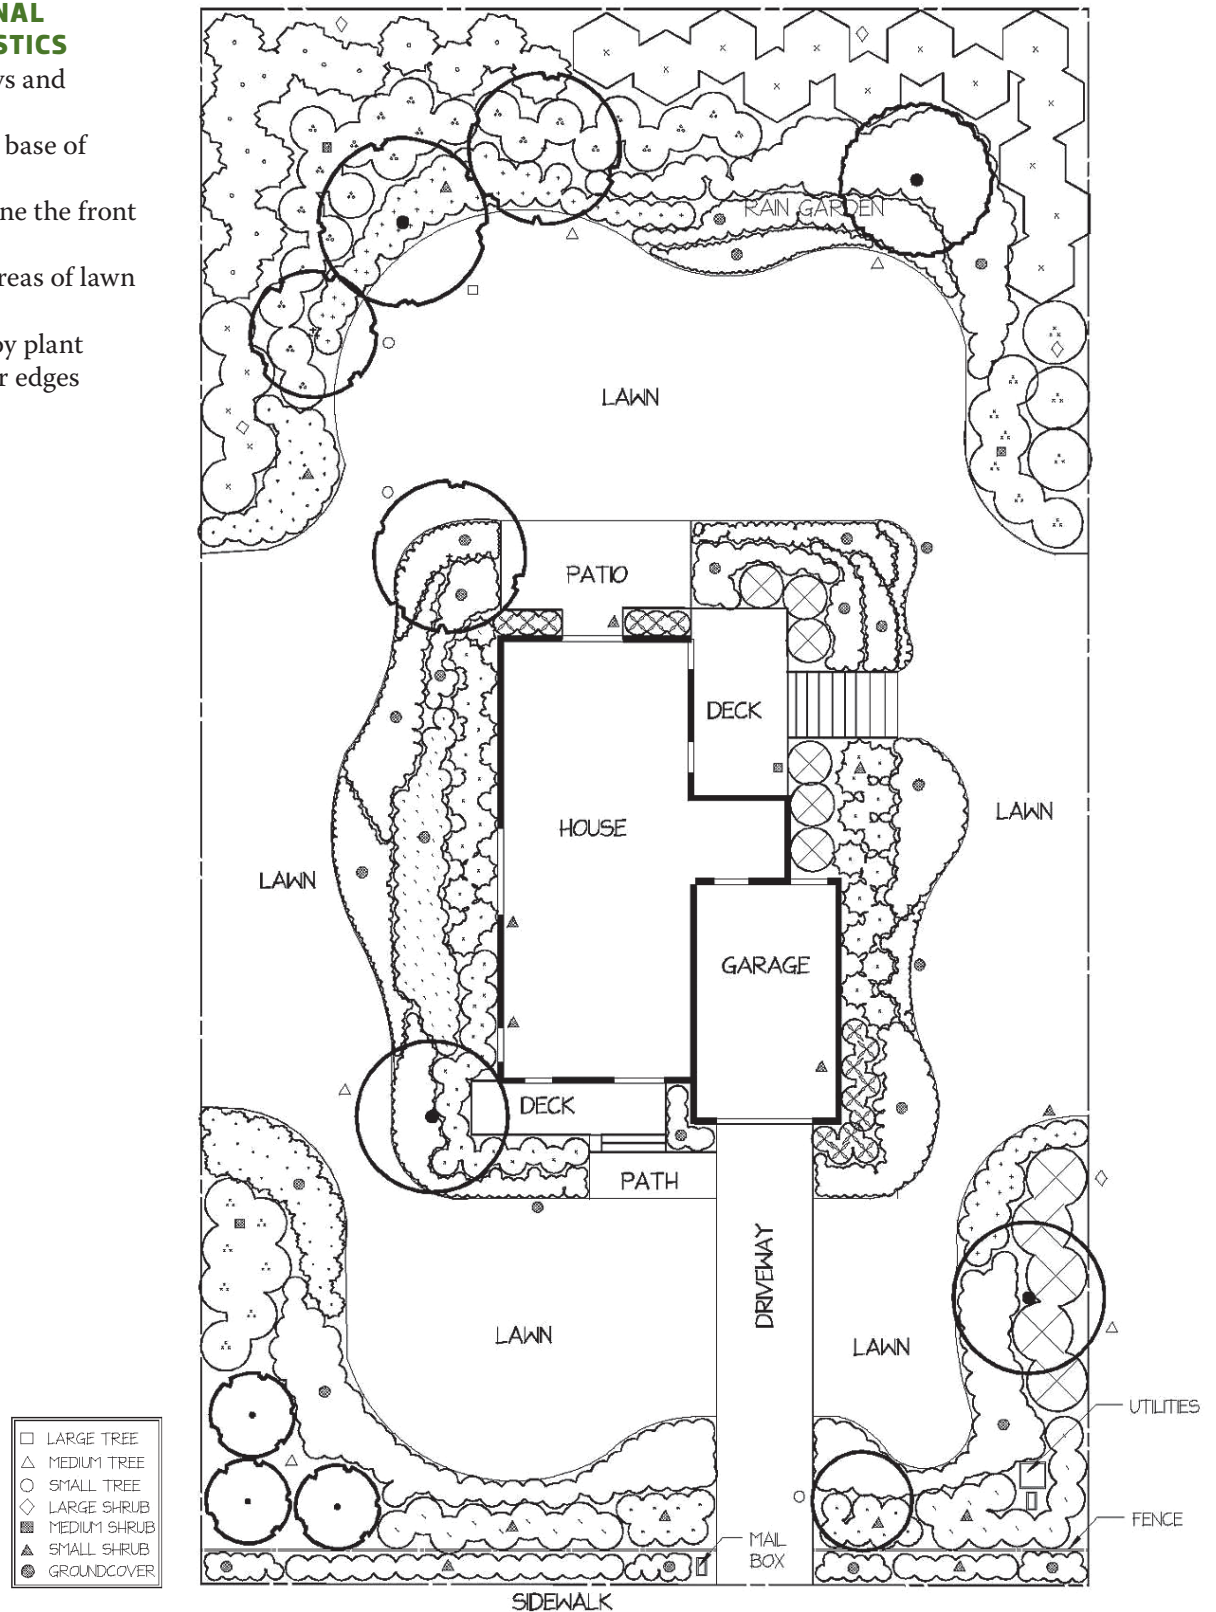 NAL
STICS
ws and
base of
ne the front
reas of lawn
by plant
r edges
RAIN GARDEN
LAWN
PATIO
DECK
HOUSE
LAWN
LAWN
GARAGE
DECK
PATH
DRIVEWAY
LAWN
LAWN
UTILITIES
FENCE
MAIL
BOX
SIDEWALK
LARGE TREE
MEDIUM TREE
SMALL TREE
LARGE SHRUB
MEDIUM SHRUB
SMALL SHRUB
GROUNDCOVER